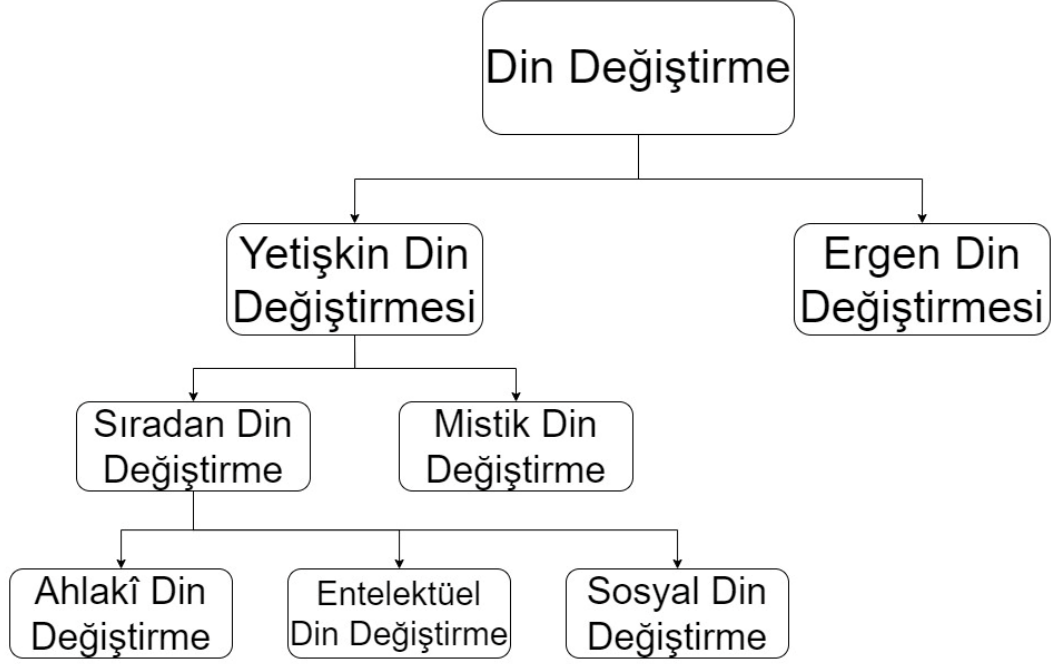 Din Değiştirme
Yetişkin Din
Değiştirmesi
Ergen Din
Değiştirmesi
Sıradan Din
Değiştirme
Mistik Din
Değiştirme
Ahlakî Din
Değiştirme
Entelektüel
Din Değiştirme
Sosyal Din
Değiştirme